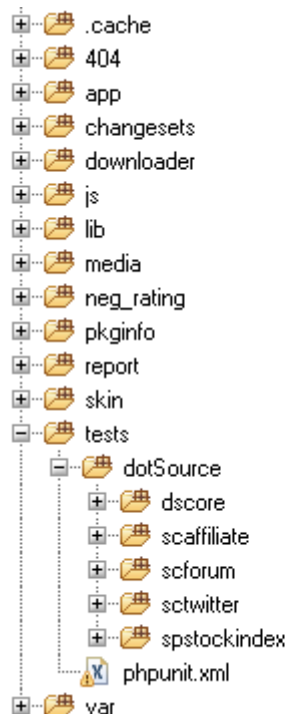 .cache
404
app
changesets
downloader
js
lib
media
neg_rating
pkginfo
report
skin
tests
dotSource
dscore
scaffiliate
scforum
sctwitter
spstockindex
phpunit.xml
var